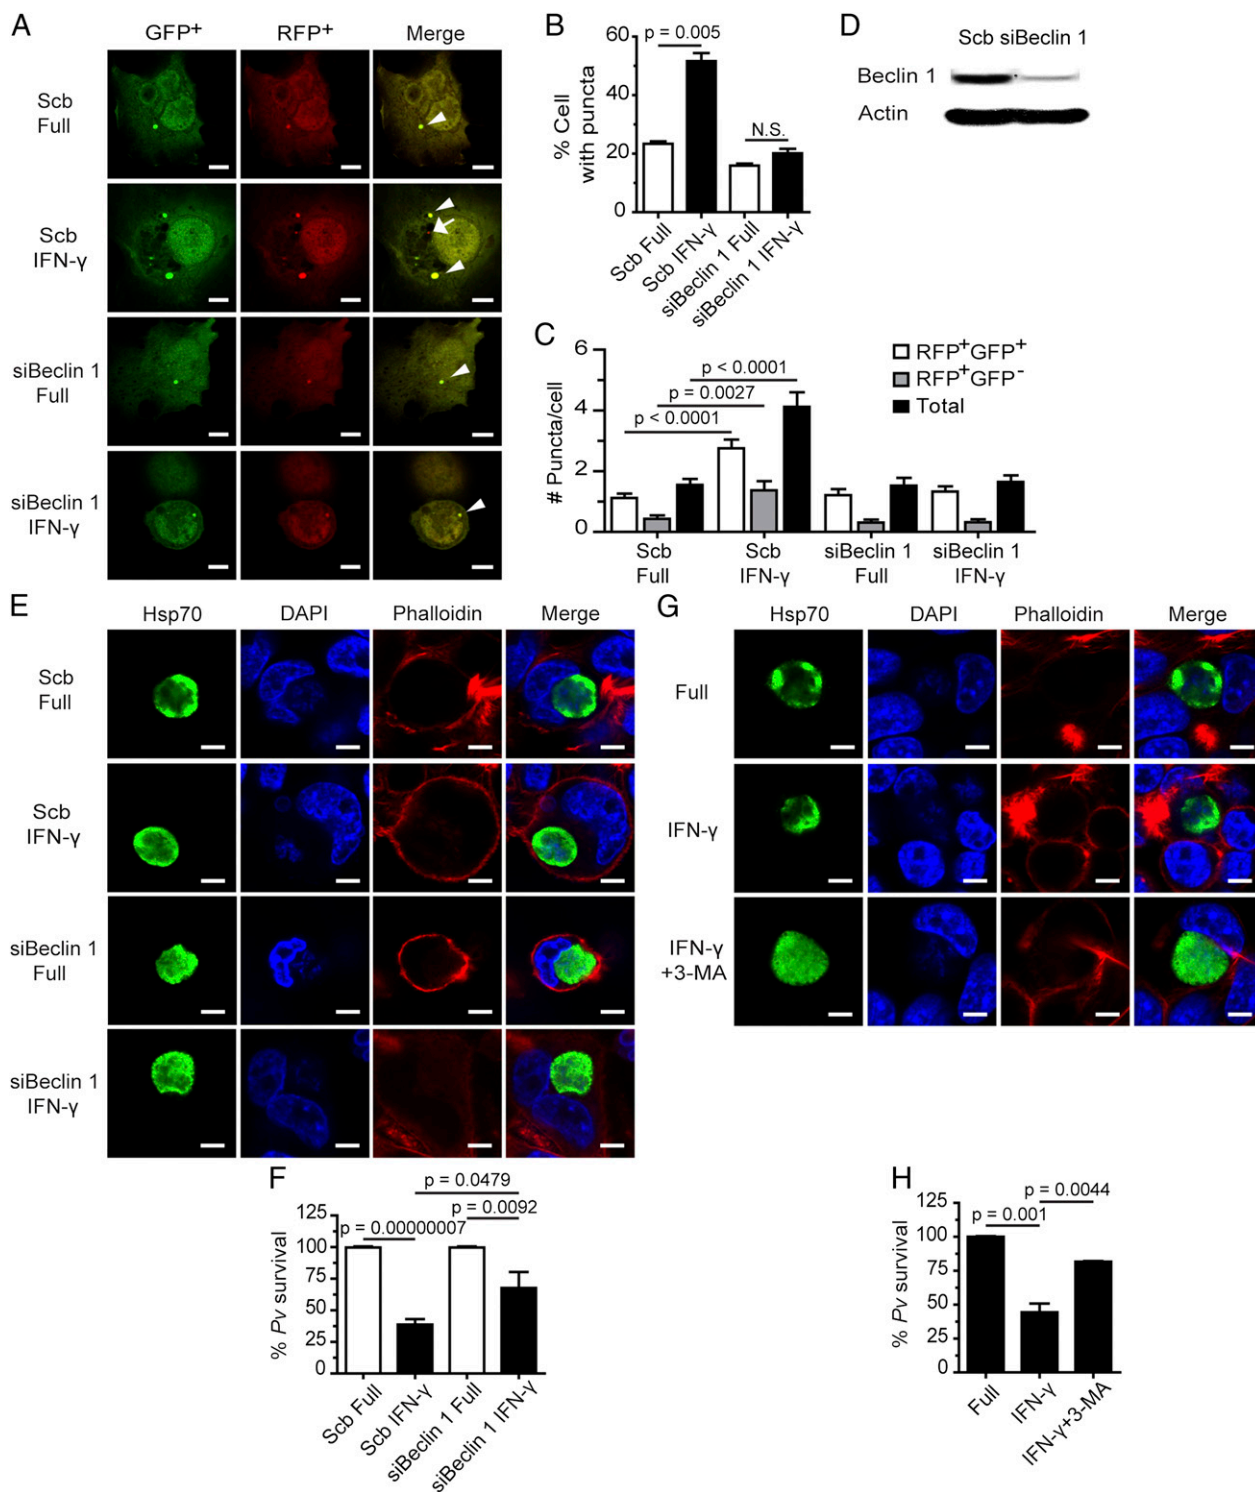 A
GFP⁺ RFP⁺ Merge
Scb
Full
Scb
IFN-γ
siBeclin 1
Full
siBeclin 1
IFN-γ
B
p = 0.005
N.S.
% Cell
with puncta
60
40
20
0
Scb Full
Scb IFN-γ
siBeclin 1 Full
siBeclin 1 IFN-γ
D
Scb siBeclin 1
Beclin 1
Actin
C
p < 0.0001
p = 0.0027
p < 0.0001
# Puncta/cell
6
4
2
0
RFP⁺GFP⁺
RFP⁺GFP⁻
Total
Scb
Full
Scb
IFN-γ
siBeclin 1
Full
siBeclin 1
IFN-γ
E
Hsp70 DAPI Phalloidin Merge
Scb
Full
Scb
IFN-γ
siBeclin 1
Full
siBeclin 1
IFN-γ
G
Hsp70 DAPI Phalloidin Merge
Full
IFN-γ
IFN-γ
+3-MA
F
p = 0.0479
p = 0.0092
p = 0.00000007
% Pv survival
125
100
75
50
25
0
Scb Full
Scb IFN-γ
siBeclin 1 Full
siBeclin 1 IFN-γ
H
p = 0.0044
p = 0.001
% Pv survival
125
100
75
50
25
0
Full
IFN-γ
IFN-γ+3-MA